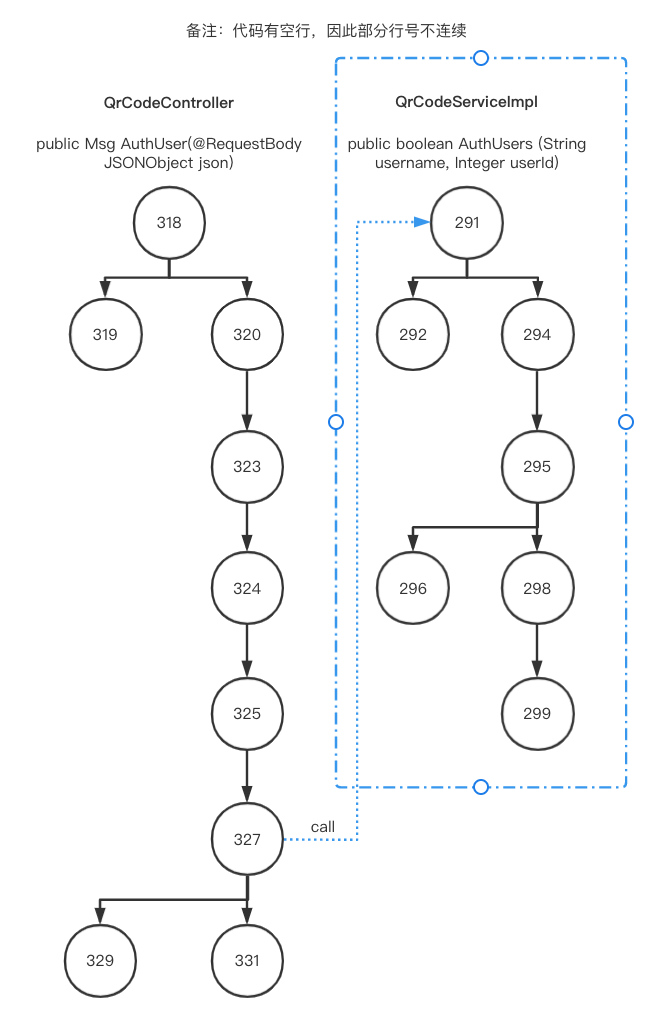 备注：代码有空行，因此部分行号不连续
QrCodeController
public Msg AuthUser(@RequestBody
JSONObject json)
318
319
320
323
324
325
327
329
331
call
QrCodeServiceImpl
public boolean AuthUsers (String
username, Integer userId)
291
292
294
295
296
298
299